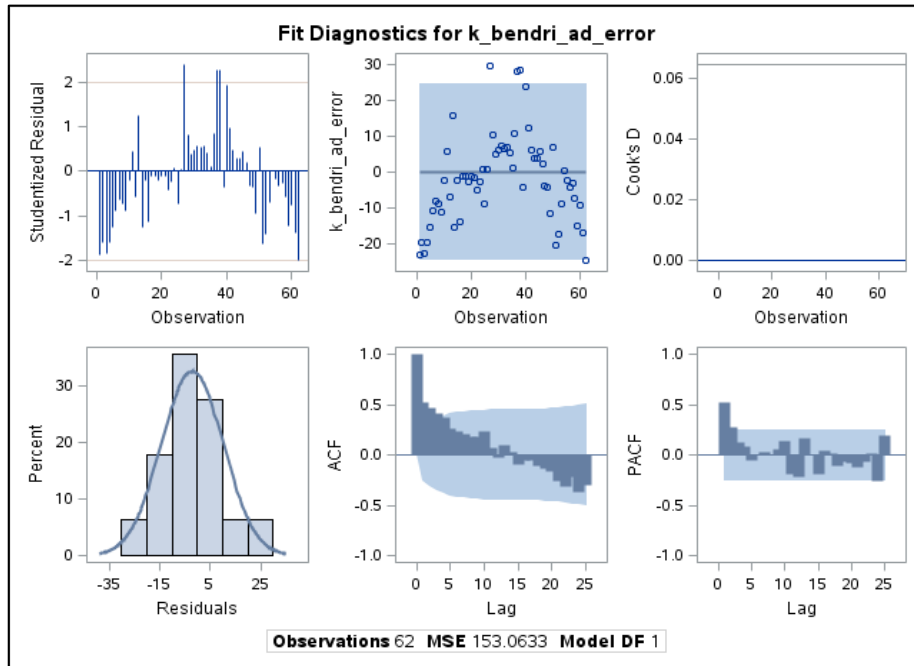 Fit Diagnostics for k_bendri_ad_error
Studentized Residual
2
1
0
-1
-2
0 20 40 60
Observation
k_bendri_ad_error
30
20
10
0
-10
-20
0 20 40 60
Observation
Cook's D
0.06
0.04
0.02
0.00
0 20 40 60
Observation
Percent
30
20
10
0
-35 -15 5 25
Residuals
ACF
1.0
0.5
0.0
-0.5
-1.0
0 5 10 15 20 25
Lag
PACF
1.0
0.5
0.0
-0.5
-1.0
0 5 10 15 20 25
Lag
Observations 62 MSE 153.0633 Model DF 1